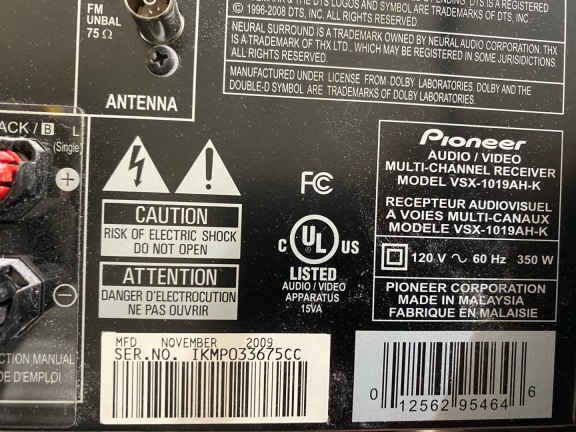 FM
UNBAL
75 Ω
ANTENNA
© 1996-2008 DTS, INC. ALL RIGHTS RESERVED.
NEURAL SURROUND IS A TRADEMARK OWNED BY NEURAL AUDIO CORPORATION. THX
IS A TRADEMARK OF THX LTD., WHICH MAY BE REGISTERED IN SOME JURISDICTIONS.
ALL RIGHTS RESERVED.
MANUFACTURED UNDER LICENSE FROM DOLBY LABORATORIES. DOLBY AND THE
DOUBLE-D SYMBOL ARE TRADEMARKS OF DOLBY LABORATORIES.
ACK / B L
(Single)
+
−
CTION MANUAL
DE D'EMPLOI
CAUTION
RISK OF ELECTRIC SHOCK
DO NOT OPEN
ATTENTION
DANGER D'ELECTROCUTION
NE PAS OUVRIR
FC
C UL US
LISTED
AUDIO / VIDEO
APPARATUS
15VA
Pioneer
AUDIO / VIDEO
MULTI-CHANNEL RECEIVER
MODEL VSX-1019AH-K
RECEPTEUR AUDIOVISUEL
A VOIES MULTI-CANAUX
MODELE VSX-1019AH-K
120 V ~ 60 Hz 350 W
PIONEER CORPORATION
MADE IN MALAYSIA
FABRIQUE EN MALAISIE
MFD NOVEMBER 2009
SER.NO. IKMP033675CC
0 12562 95464 6